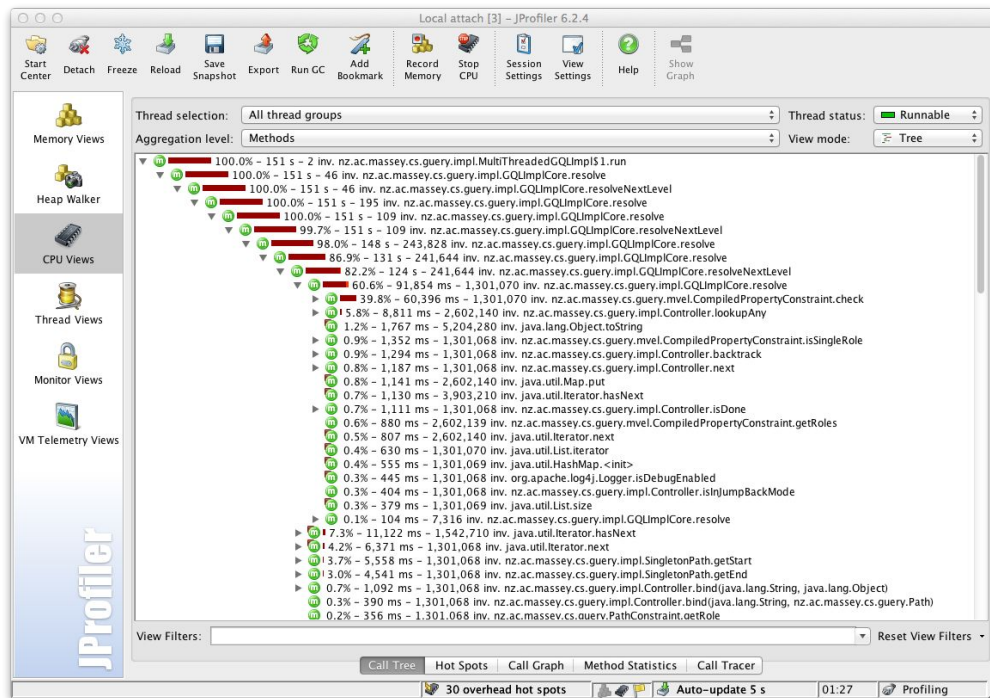 Local attach [3] – JProfiler 6.2.4
Start Center
Detach
Freeze
Reload
Save Snapshot
Export
Run GC
Add Bookmark
Record Memory
Stop CPU
Session Settings
View Settings
Help
Show Graph
Thread selection: All thread groups Thread status: Runnable
Aggregation level: Methods View mode: Tree
Memory Views
Heap Walker
CPU Views
Thread Views
Monitor Views
VM Telemetry Views
JProfiler
100.0% – 151 s – 2 inv. nz.ac.massey.cs.guery.impl.MultiThreadedGQLImpl$1.run
100.0% – 151 s – 46 inv. nz.ac.massey.cs.guery.impl.GQLImplCore.resolve
100.0% – 151 s – 46 inv. nz.ac.massey.cs.guery.impl.GQLImplCore.resolveNextLevel
100.0% – 151 s – 195 inv. nz.ac.massey.cs.guery.impl.GQLImplCore.resolve
100.0% – 151 s – 109 inv. nz.ac.massey.cs.guery.impl.GQLImplCore.resolve
99.7% – 151 s – 109 inv. nz.ac.massey.cs.guery.impl.GQLImplCore.resolveNextLevel
98.0% – 148 s – 243,828 inv. nz.ac.massey.cs.guery.impl.GQLImplCore.resolve
86.9% – 131 s – 241,644 inv. nz.ac.massey.cs.guery.impl.GQLImplCore.resolve
82.2% – 124 s – 241,644 inv. nz.ac.massey.cs.guery.impl.GQLImplCore.resolveNextLevel
60.6% – 91,854 ms – 1,301,070 inv. nz.ac.massey.cs.guery.impl.GQLImplCore.resolve
39.8% – 60,396 ms – 1,301,070 inv. nz.ac.massey.cs.guery.mvel.CompiledPropertyConstraint.check
5.8% – 8,811 ms – 2,602,140 inv. nz.ac.massey.cs.guery.impl.Controller.lookupAny
1.2% – 1,767 ms – 5,204,280 inv. java.lang.Object.toString
0.9% – 1,352 ms – 1,301,068 inv. nz.ac.massey.cs.guery.mvel.CompiledPropertyConstraint.isSingleRole
0.9% – 1,294 ms – 1,301,068 inv. nz.ac.massey.cs.guery.impl.Controller.backtrack
0.8% – 1,187 ms – 1,301,068 inv. nz.ac.massey.cs.guery.impl.Controller.next
0.8% – 1,141 ms – 2,602,140 inv. java.util.Map.put
0.7% – 1,130 ms – 3,903,210 inv. java.util.Iterator.hasNext
0.7% – 1,111 ms – 1,301,068 inv. nz.ac.massey.cs.guery.impl.Controller.isDone
0.6% – 880 ms – 2,602,139 inv. nz.ac.massey.cs.guery.mvel.CompiledPropertyConstraint.getRoles
0.5% – 807 ms – 2,602,140 inv. java.util.Iterator.next
0.4% – 630 ms – 1,301,070 inv. java.util.List.iterator
0.4% – 555 ms – 1,301,069 inv. java.util.HashMap.<init>
0.3% – 445 ms – 1,301,068 inv. org.apache.log4j.Logger.isDebugEnabled
0.3% – 404 ms – 1,301,068 inv. nz.ac.massey.cs.guery.impl.Controller.isInJumpBackMode
0.3% – 379 ms – 1,301,069 inv. java.util.List.size
0.1% – 104 ms – 7,316 inv. nz.ac.massey.cs.guery.impl.GQLImplCore.resolve
7.3% – 11,122 ms – 1,542,710 inv. java.util.Iterator.hasNext
4.2% – 6,371 ms – 1,301,068 inv. java.util.Iterator.next
3.7% – 5,558 ms – 1,301,068 inv. nz.ac.massey.cs.guery.impl.SingletonPath.getStart
3.0% – 4,541 ms – 1,301,068 inv. nz.ac.massey.cs.guery.impl.SingletonPath.getEnd
0.7% – 1,092 ms – 1,301,068 inv. nz.ac.massey.cs.guery.impl.Controller.bind(java.lang.String, java.lang.Object)
0.3% – 390 ms – 1,301,068 inv. nz.ac.massey.cs.guery.impl.Controller.bind(java.lang.String, nz.ac.massey.cs.guery.Path)
0.2% – 356 ms – 1,301,068 inv. nz.ac.massey.cs.guery.PathConstraint.getRole
View Filters: Reset View Filters
Call Tree Hot Spots Call Graph Method Statistics Call Tracer
30 overhead hot spots Auto-update 5 s 01:27 Profiling